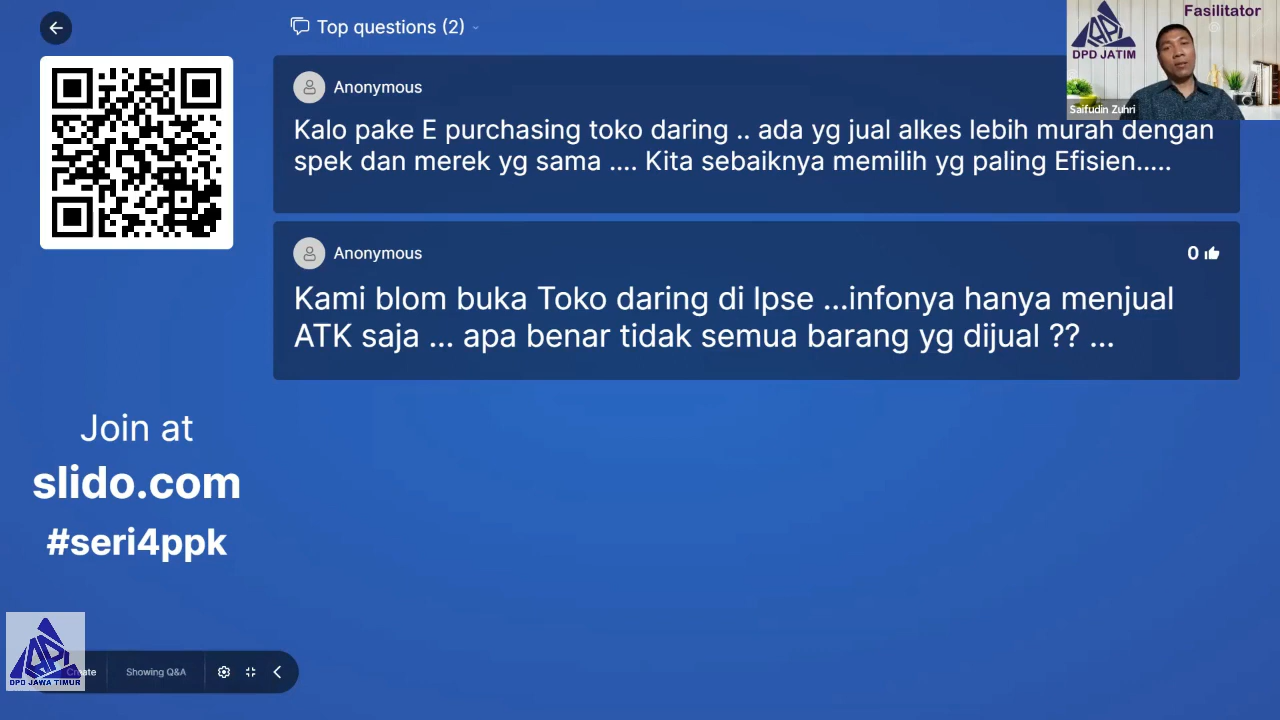 Top questions (2)
Fasilitator
DPD JATIM
Saifudin Zuhri
Anonymous
Kalo pake E purchasing toko daring .. ada yg jual alkes lebih murah dengan
spek dan merek yg sama .... Kita sebaiknya memilih yg paling Efisien.....
Anonymous
0
Kami blom buka Toko daring di lpse ...infonya hanya menjual
ATK saja ... apa benar tidak semua barang yg dijual ?? ...
Join at
slido.com
#seri4ppk
Showing Q&A
DPD JAWA TIMUR